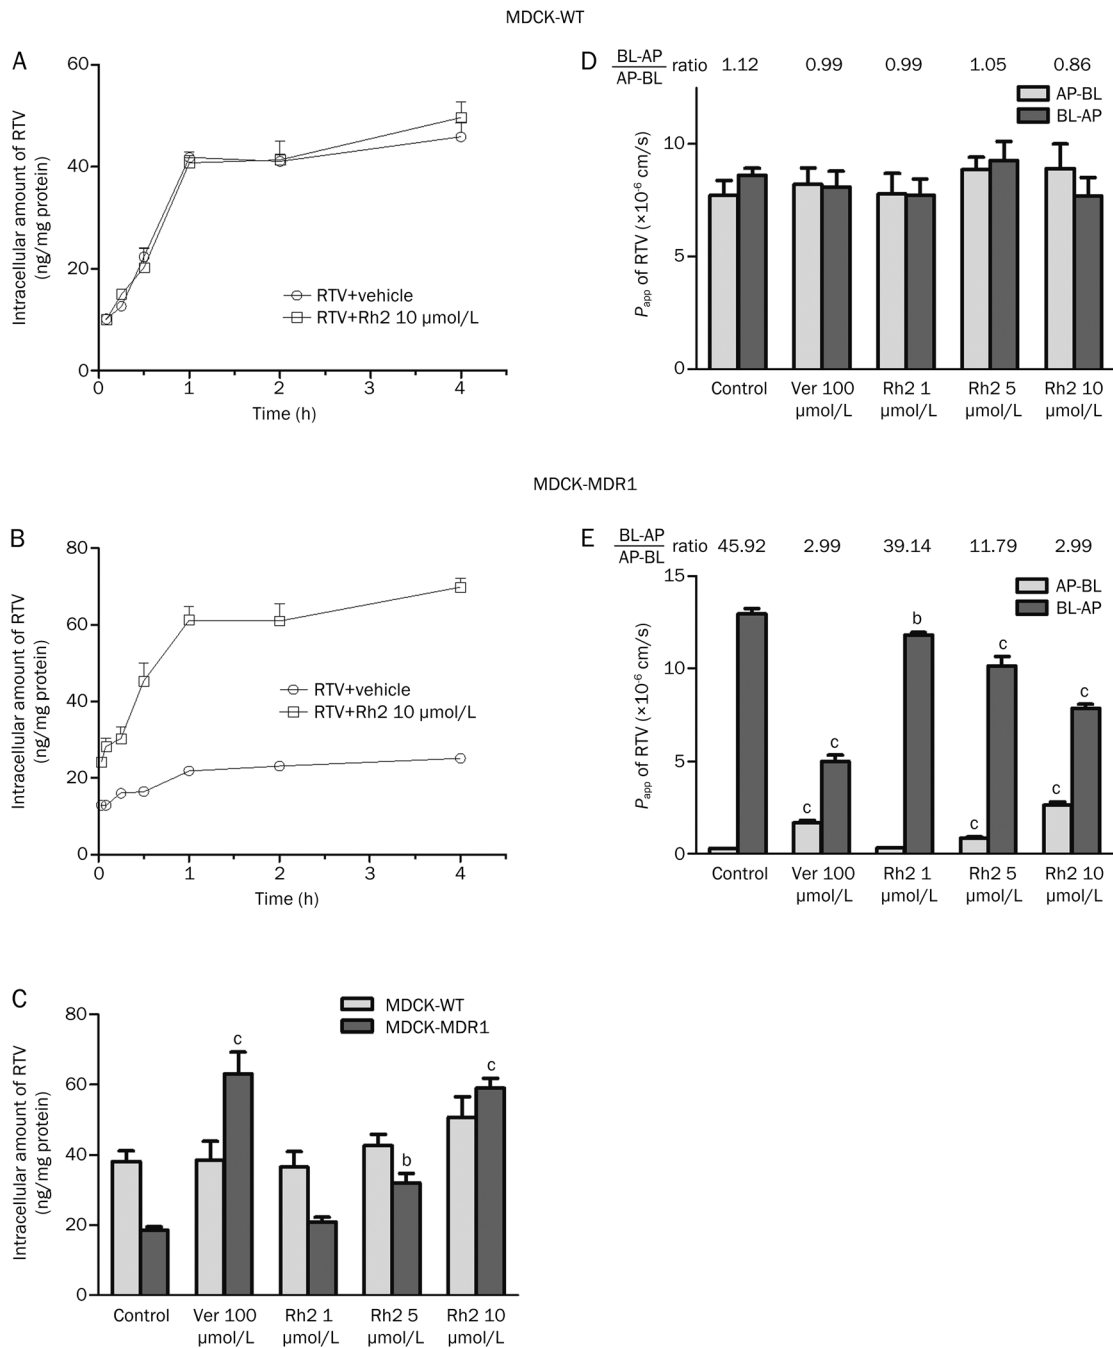 MDCK-WT
A
60
40
20
0
Intracellular amount of RTV
(ng/mg protein)
RTV+vehicle
RTV+Rh2 10 µmol/L
0 1 2 3 4
Time (h)
D
BL-AP
AP-BL
ratio 1.12 0.99 0.99 1.05 0.86
AP-BL
BL-AP
10
5
0
Papp of RTV (×10-6 cm/s)
Control Ver 100 Rh2 1 Rh2 5 Rh2 10
µmol/L µmol/L µmol/L µmol/L
MDCK-MDR1
B
80
60
40
20
0
Intracellular amount of RTV
(ng/mg protein)
RTV+vehicle
RTV+Rh2 10 µmol/L
0 1 2 3 4
Time (h)
E
BL-AP
AP-BL
ratio 45.92 2.99 39.14 11.79 2.99
AP-BL
BL-AP
15
10
5
0
Papp of RTV (×10-6 cm/s)
c c b c c c c
Control Ver 100 Rh2 1 Rh2 5 Rh2 10
µmol/L µmol/L µmol/L µmol/L
C
MDCK-WT
MDCK-MDR1
80
60
40
20
0
Intracellular amount of RTV
(ng/mg protein)
c b c
Control Ver 100 Rh2 1 Rh2 5 Rh2 10
µmol/L µmol/L µmol/L µmol/L